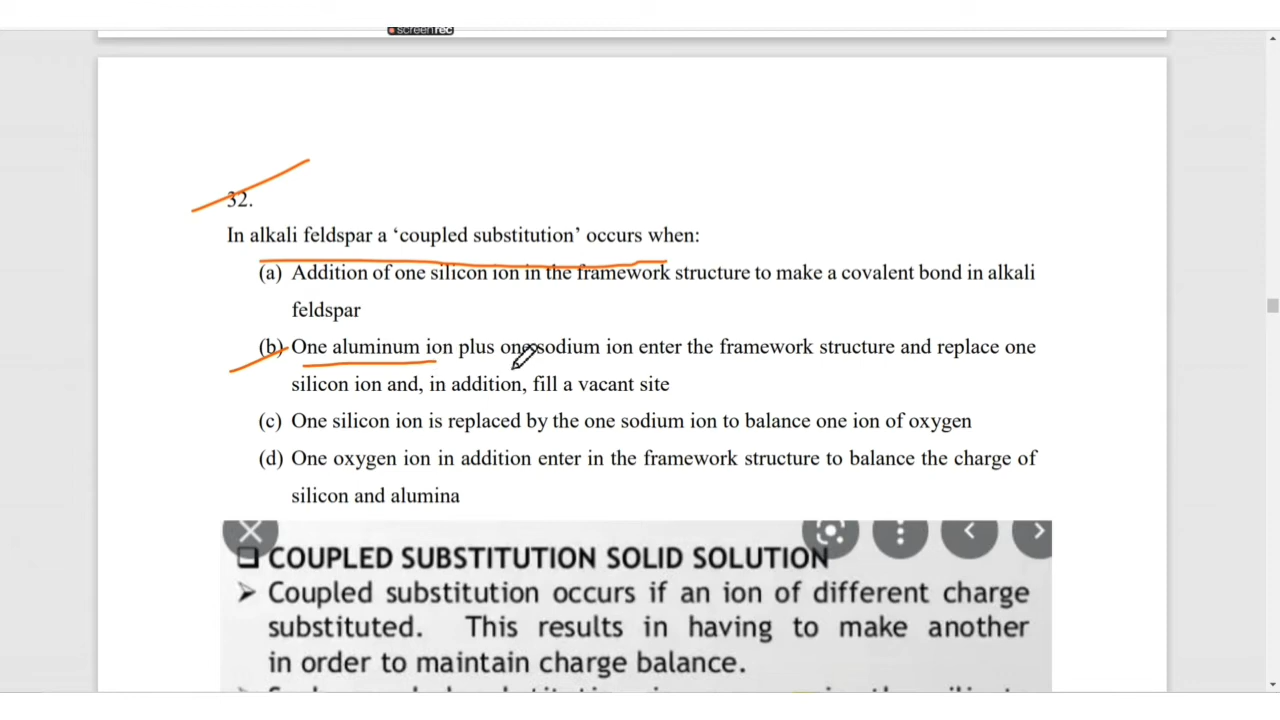 screenrec
32.
In alkali feldspar a ‘coupled substitution’ occurs when:
(a) Addition of one silicon ion in the framework structure to make a covalent bond in alkali
feldspar
(b) One aluminum ion plus one sodium ion enter the framework structure and replace one
silicon ion and, in addition, fill a vacant site
(c) One silicon ion is replaced by the one sodium ion to balance one ion of oxygen
(d) One oxygen ion in addition enter in the framework structure to balance the charge of
silicon and alumina
COUPLED SUBSTITUTION SOLID SOLUTION
Coupled substitution occurs if an ion of different charge
substituted. This results in having to make another
in order to maintain charge balance.